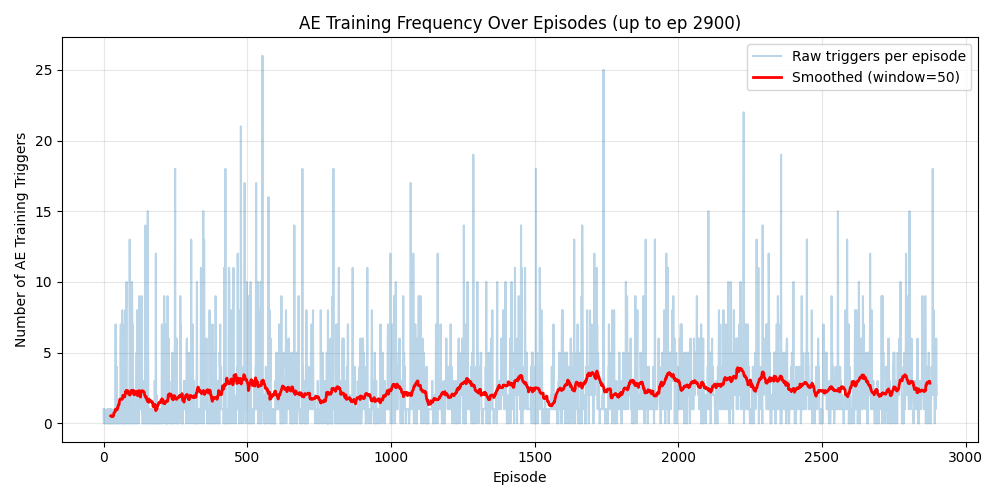 AE Training Frequency Over Episodes (up to ep 2900)
Raw triggers per episode
Smoothed (window=50)
Number of AE Training Triggers
25
20
15
10
5
0
0 500 1000 1500 2000 2500 3000
Episode